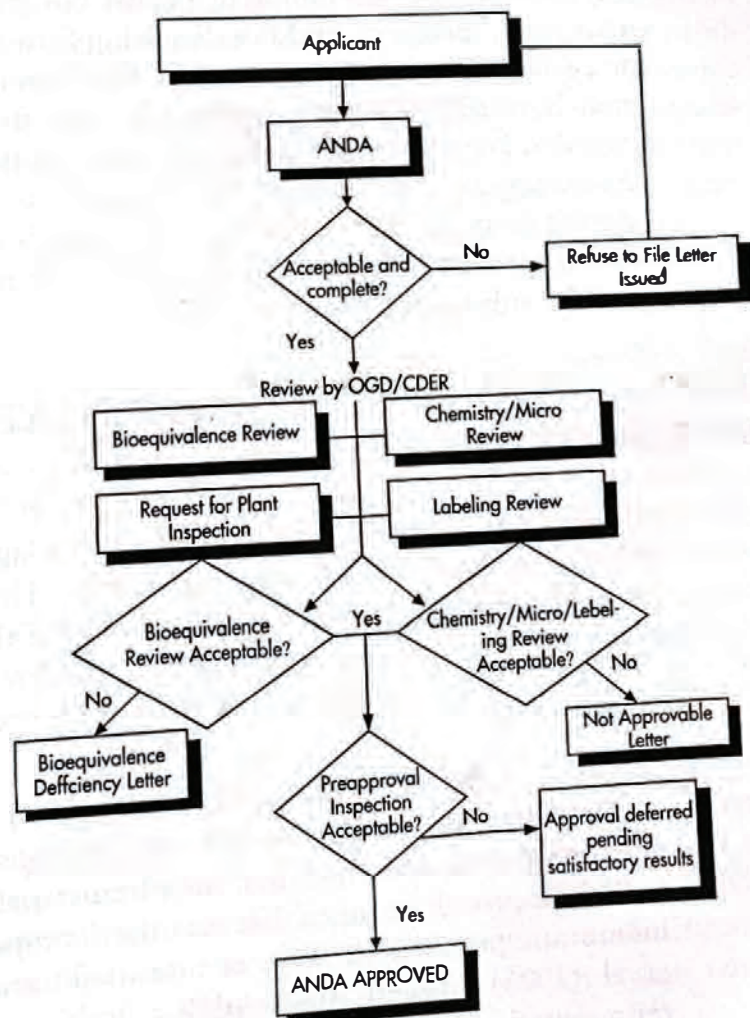 Applicant
ANDA
Acceptable and
complete?
No
Refuse to File Letter
Issued
Yes
Review by OGD/CDER
Bioequivalence Review
Chemistry/Micro
Review
Request for Plant
Inspection
Labeling Review
Bioequivalence
Review Acceptable?
Yes
Chemistry/Micro/Lebel-
ing Review
Acceptable?
No
No
Bioequivalence
Deffciency Letter
Not Approvable
Letter
Preapproval
Inspection
Acceptable?
No
Approval deferred
pending
satisfactory results
Yes
ANDA APPROVED